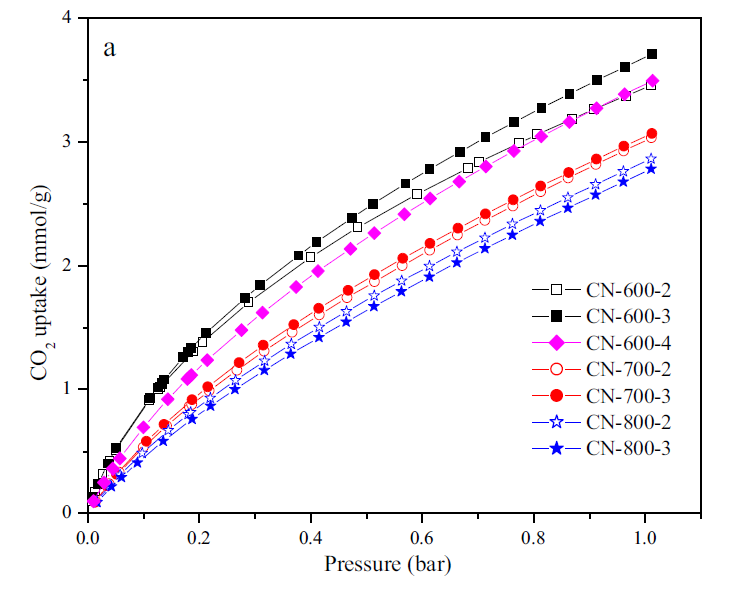 a
4
3
2
1
0
CO2 uptake (mmol/g)
0.0 0.2 0.4 0.6 0.8 1.0
Pressure (bar)
CN-600-2
CN-600-3
CN-600-4
CN-700-2
CN-700-3
CN-800-2
CN-800-3